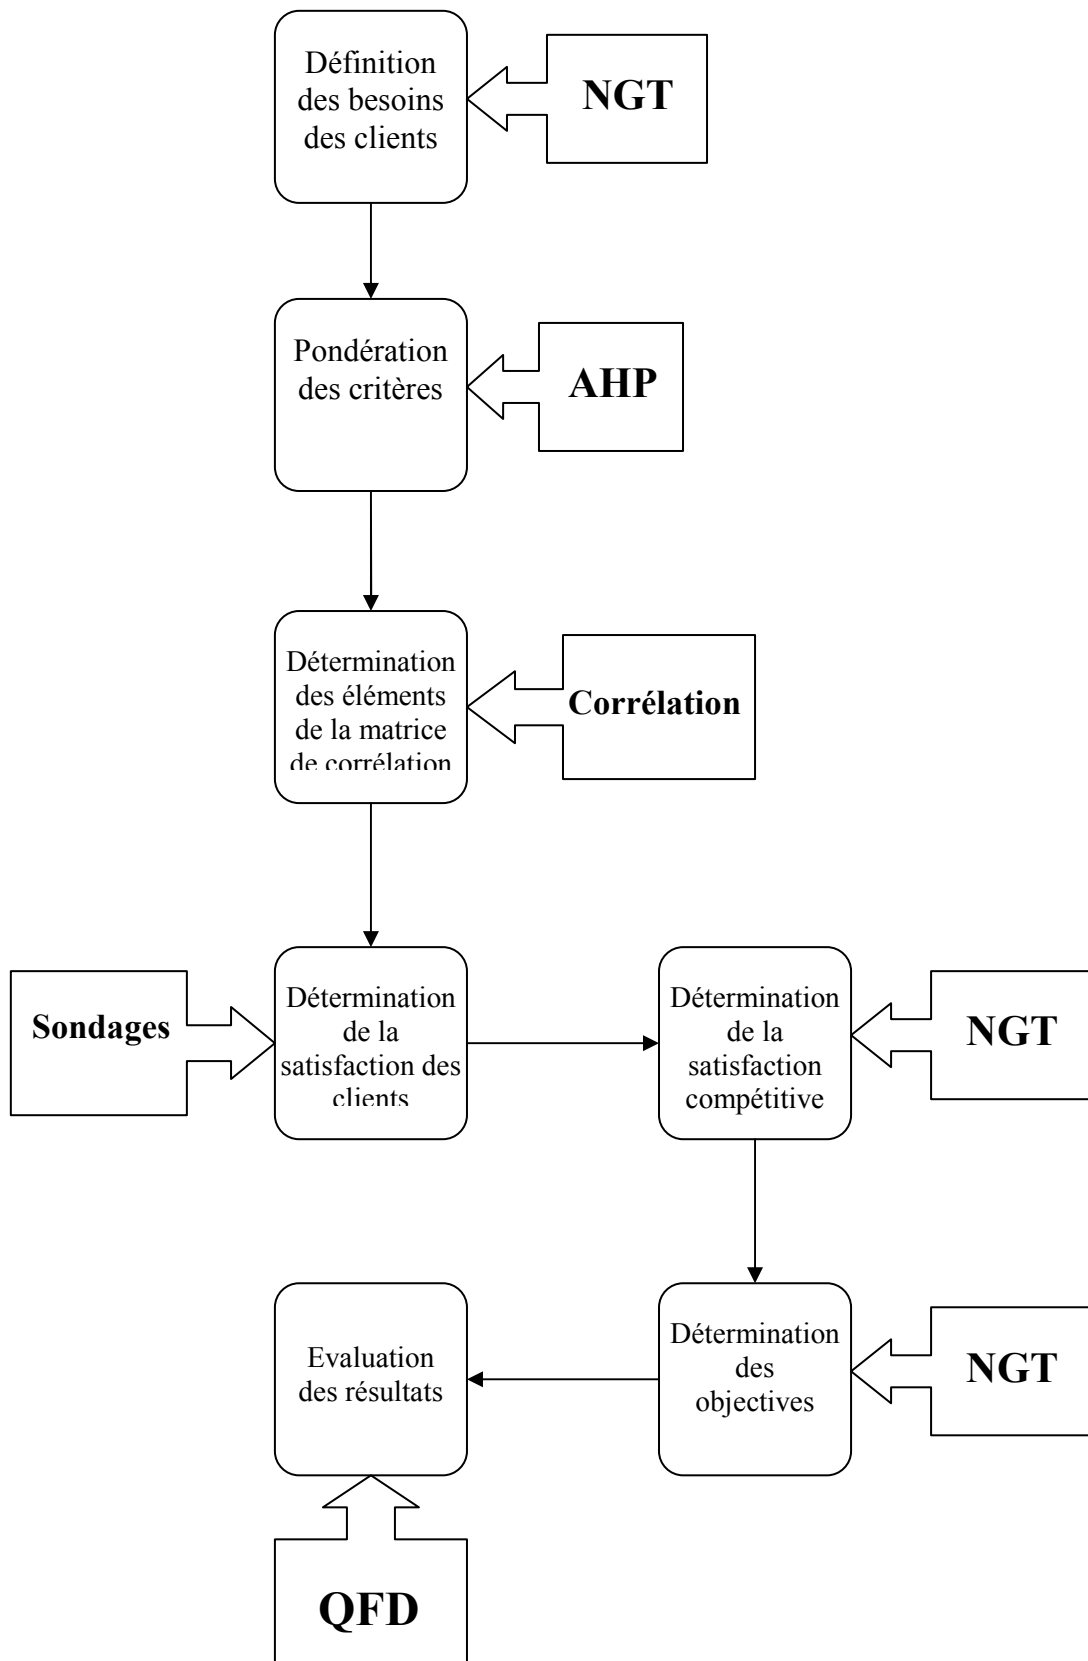 Définition
des besoins
des clients
NGT
Pondération
des critères
AHP
Détermination
des éléments
de la matrice
de corrélation
Corrélation
Sondages
Détermination
de la
satisfaction des
clients
Détermination
de la
satisfaction
compétitive
NGT
Evaluation
des résultats
Détermination
des
objectives
NGT
QFD